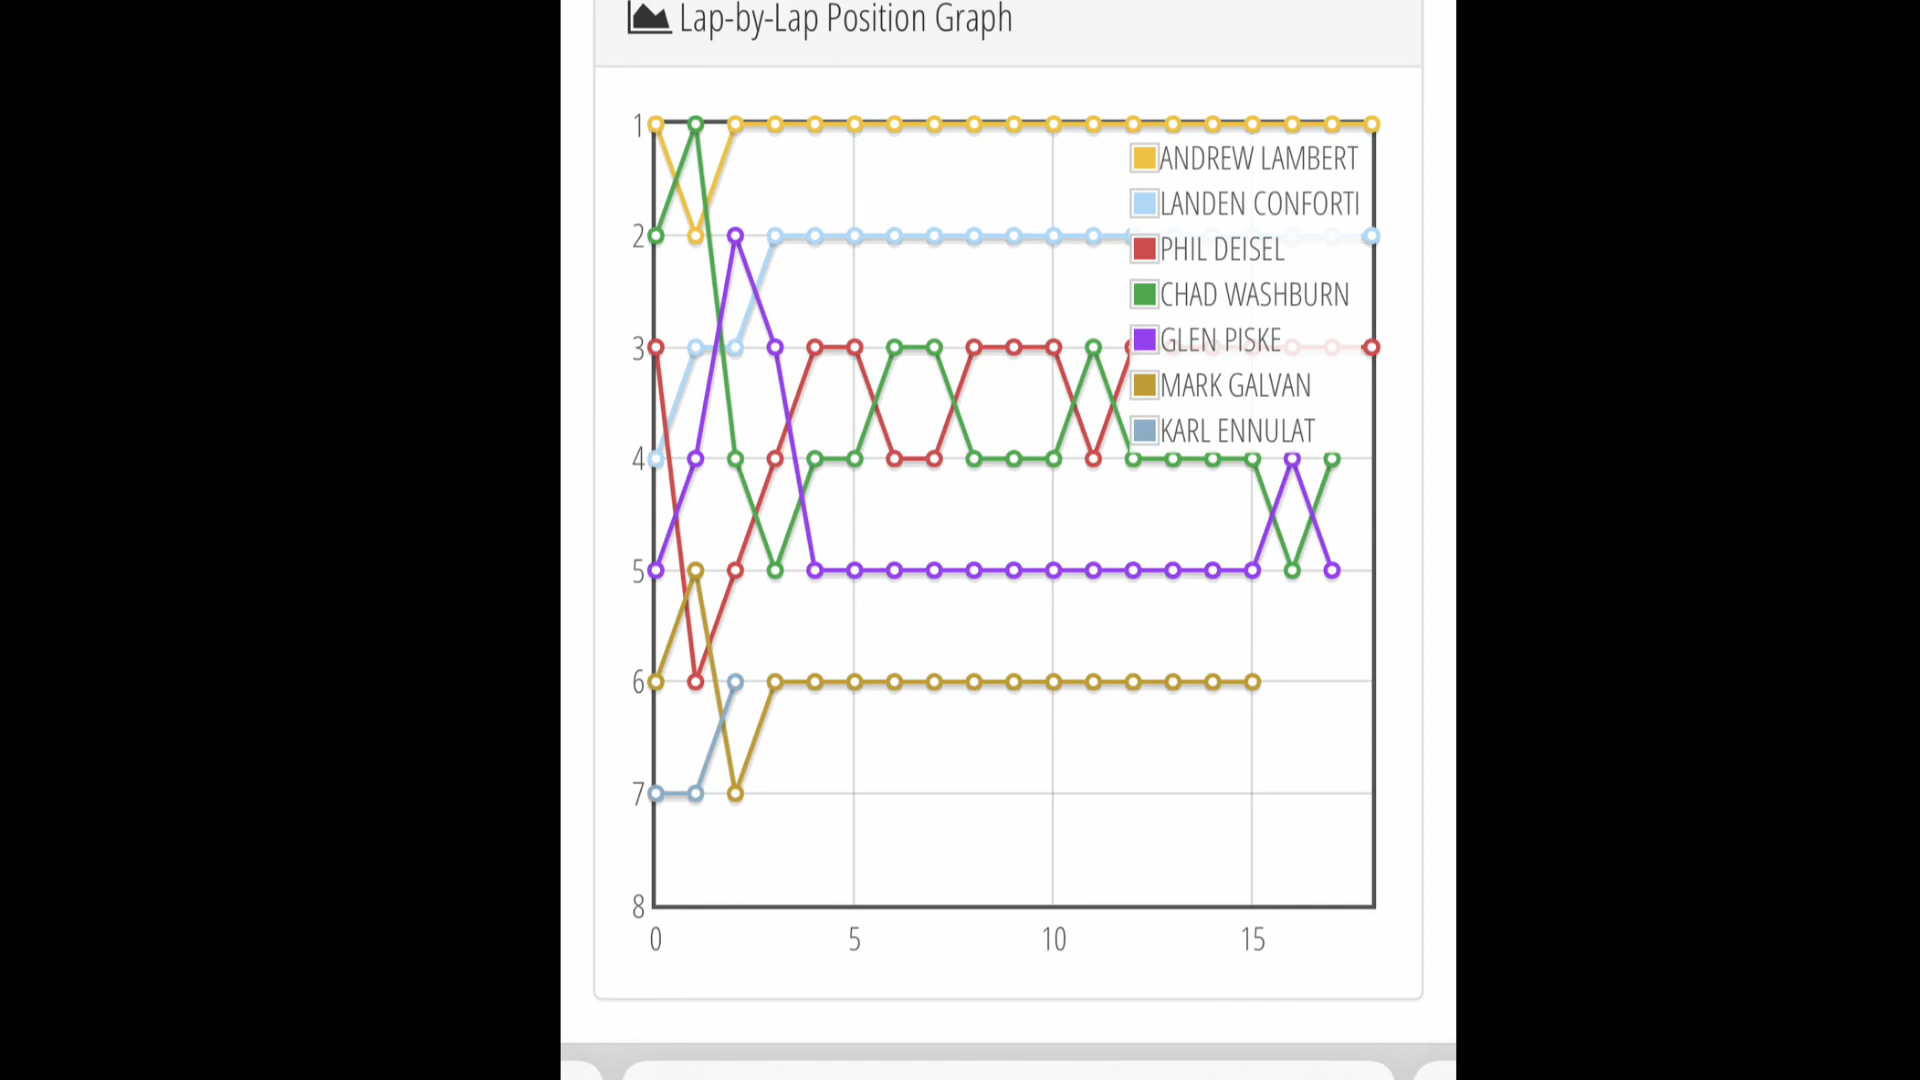 Lap-by-Lap Position Graph
1
2
3
4
5
6
7
8
0 5 10 15
ANDREW LAMBERT
LANDEN CONFORTI
PHIL DEISEL
CHAD WASHBURN
GLEN PISKE
MARK GALVAN
KARL ENNULAT